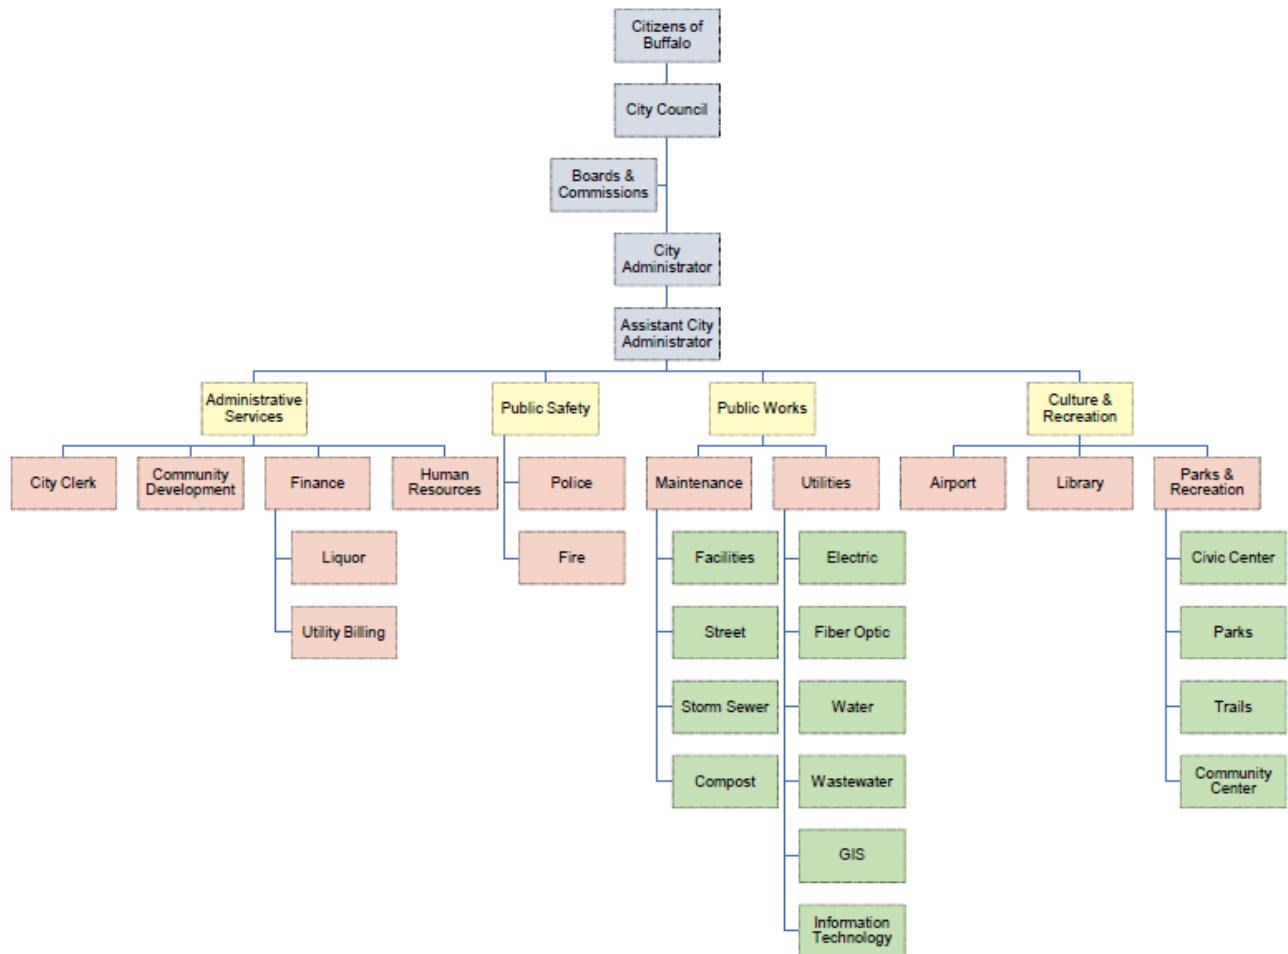 Citizens of
Buffalo
City Council
Boards &
Commissions
City
Administrator
Assistant City
Administrator
Administrative
Services
Public Safety
Public Works
Culture &
Recreation
City Clerk
Community
Development
Finance
Human
Resources
Police
Maintenance
Utilities
Airport
Library
Parks &
Recreation
Liquor
Fire
Facilities
Electric
Civic Center
Utility Billing
Street
Fiber Optic
Parks
Storm Sewer
Water
Trails
Compost
Wastewater
Community
Center
GIS
Information
Technology